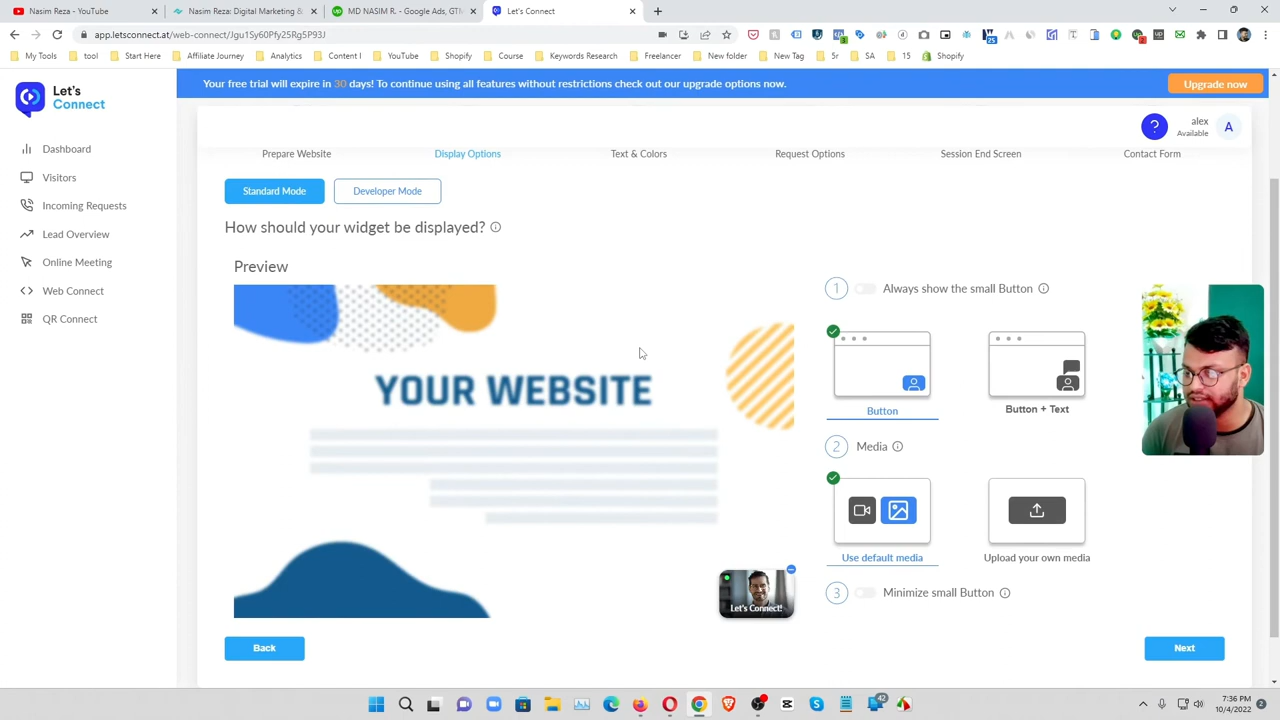 Nasim Reza - YouTube
Nasim Reza: Digital Marketing &
MD NASIM R. - Google Ads, GTM
Let's Connect
app.letsconnect.at/web-connect/Jgu1Sy60Pfy25Rg5P93J
My Tools
tool
Start Here
Affiliate Journey
Analytics
Content I
YouTube
Shopify
Course
Keywords Research
Freelancer
New folder
New Tag
5r
SA
15
Shopify
Let's
Connect
Your free trial will expire in 30 days! To continue using all features without restrictions check out our upgrade options now.
Upgrade now
?
alex
Available
A
Dashboard
Visitors
Incoming Requests
Lead Overview
Online Meeting
Web Connect
QR Connect
Prepare Website
Display Options
Text & Colors
Request Options
Session End Screen
Contact Form
Standard Mode
Developer Mode
How should your widget be displayed?
Preview
YOUR WEBSITE
Let's Connect!
1 Always show the small Button
Button
Button + Text
2 Media
Use default media
Upload your own media
3 Minimize small Button
Back
Next
42
7:36 PM
10/4/2022